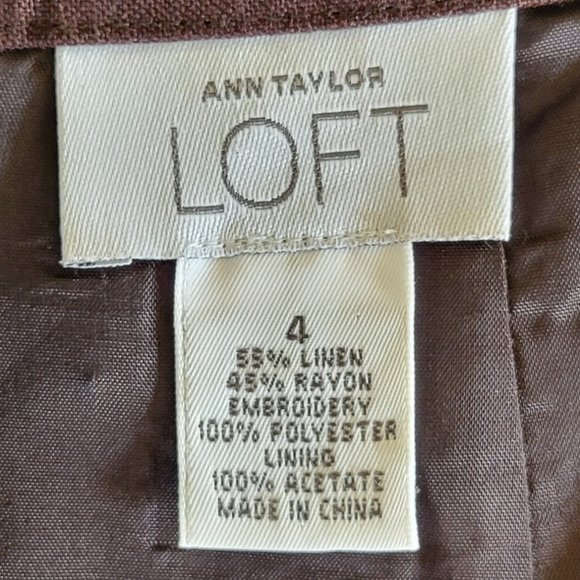 ANN TAYLOR
LOFT
4
55% LINEN
45% RAYON
EMBROIDERY
100% POLYESTER
LINING
100% ACETATE
MADE IN CHINA